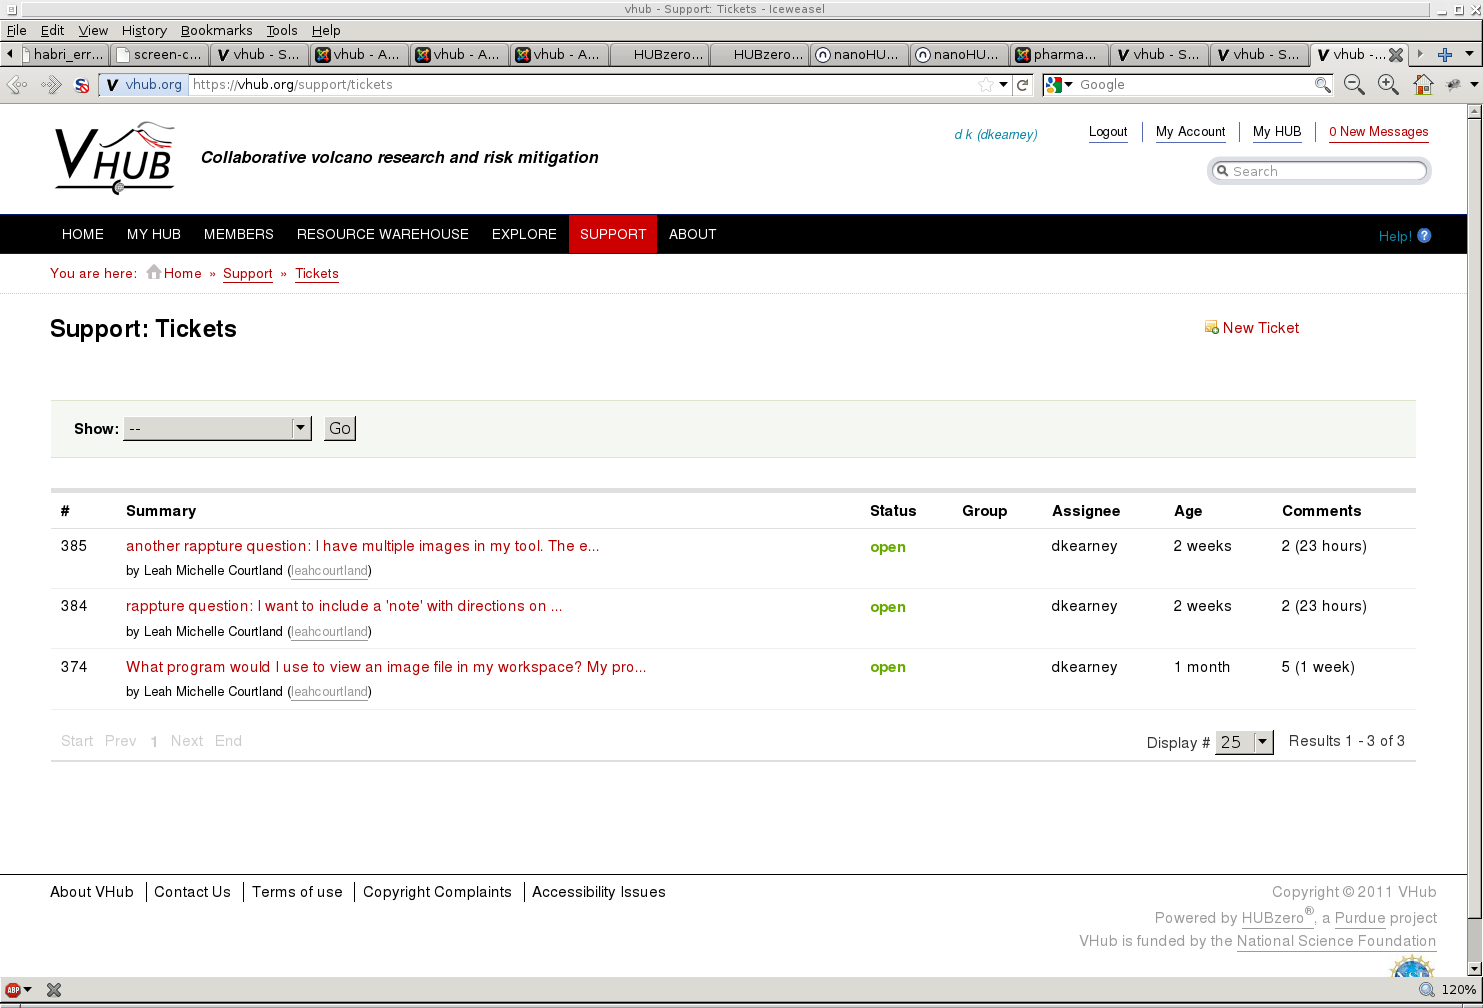 vhub - Support: Tickets - Iceweasel
File Edit View History Bookmarks Tools Help
habri_err... screen-c... vhub - S... vhub - A... vhub - A... vhub - A... HUBzero... HUBzero... nanoHU... nanoHU... pharma... vhub - S... vhub - S... vhub -...
vhub.org https://vhub.org/support/tickets Google
VHUB
Collaborative volcano research and risk mitigation
d k (dkearney) Logout My Account My HUB 0 New Messages
Search
HOME MY HUB MEMBERS RESOURCE WAREHOUSE EXPLORE SUPPORT ABOUT Help! ?
You are here: Home » Support » Tickets
Support: Tickets
New Ticket
Show: -- Go
# Summary Status Group Assignee Age Comments
385 another rappture question: I have multiple images in my tool. The e... open dkearney 2 weeks 2 (23 hours)
by Leah Michelle Courtland (leahcourtland)
384 rappture question: I want to include a 'note' with directions on ... open dkearney 2 weeks 2 (23 hours)
by Leah Michelle Courtland (leahcourtland)
374 What program would I use to view an image file in my workspace? My pro... open dkearney 1 month 5 (1 week)
by Leah Michelle Courtland (leahcourtland)
Start Prev 1 Next End Display # 25 Results 1 - 3 of 3
About VHub Contact Us Terms of use Copyright Complaints Accessibility Issues
Copyright © 2011 VHub
Powered by HUBzero®, a Purdue project
VHub is funded by the National Science Foundation
ABP 120%